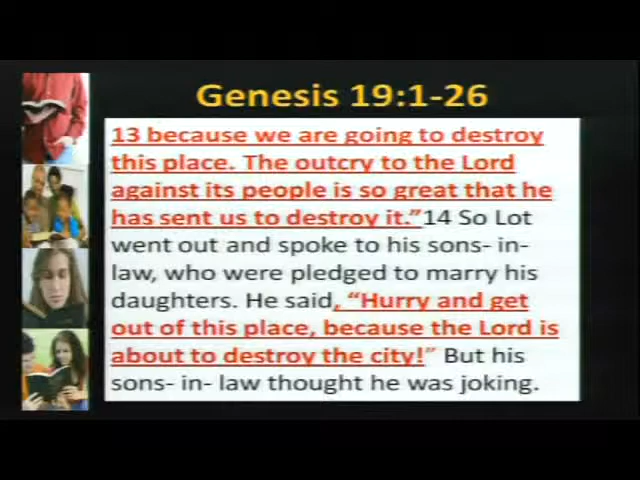 Genesis 19:1-26
13 because we are going to destroy
this place. The outcry to the Lord
against its people is so great that he
has sent us to destroy it.”14 So Lot
went out and spoke to his sons- in-
law, who were pledged to marry his
daughters. He said, “Hurry and get
out of this place, because the Lord is
about to destroy the city!” But his
sons- in- law thought he was joking.